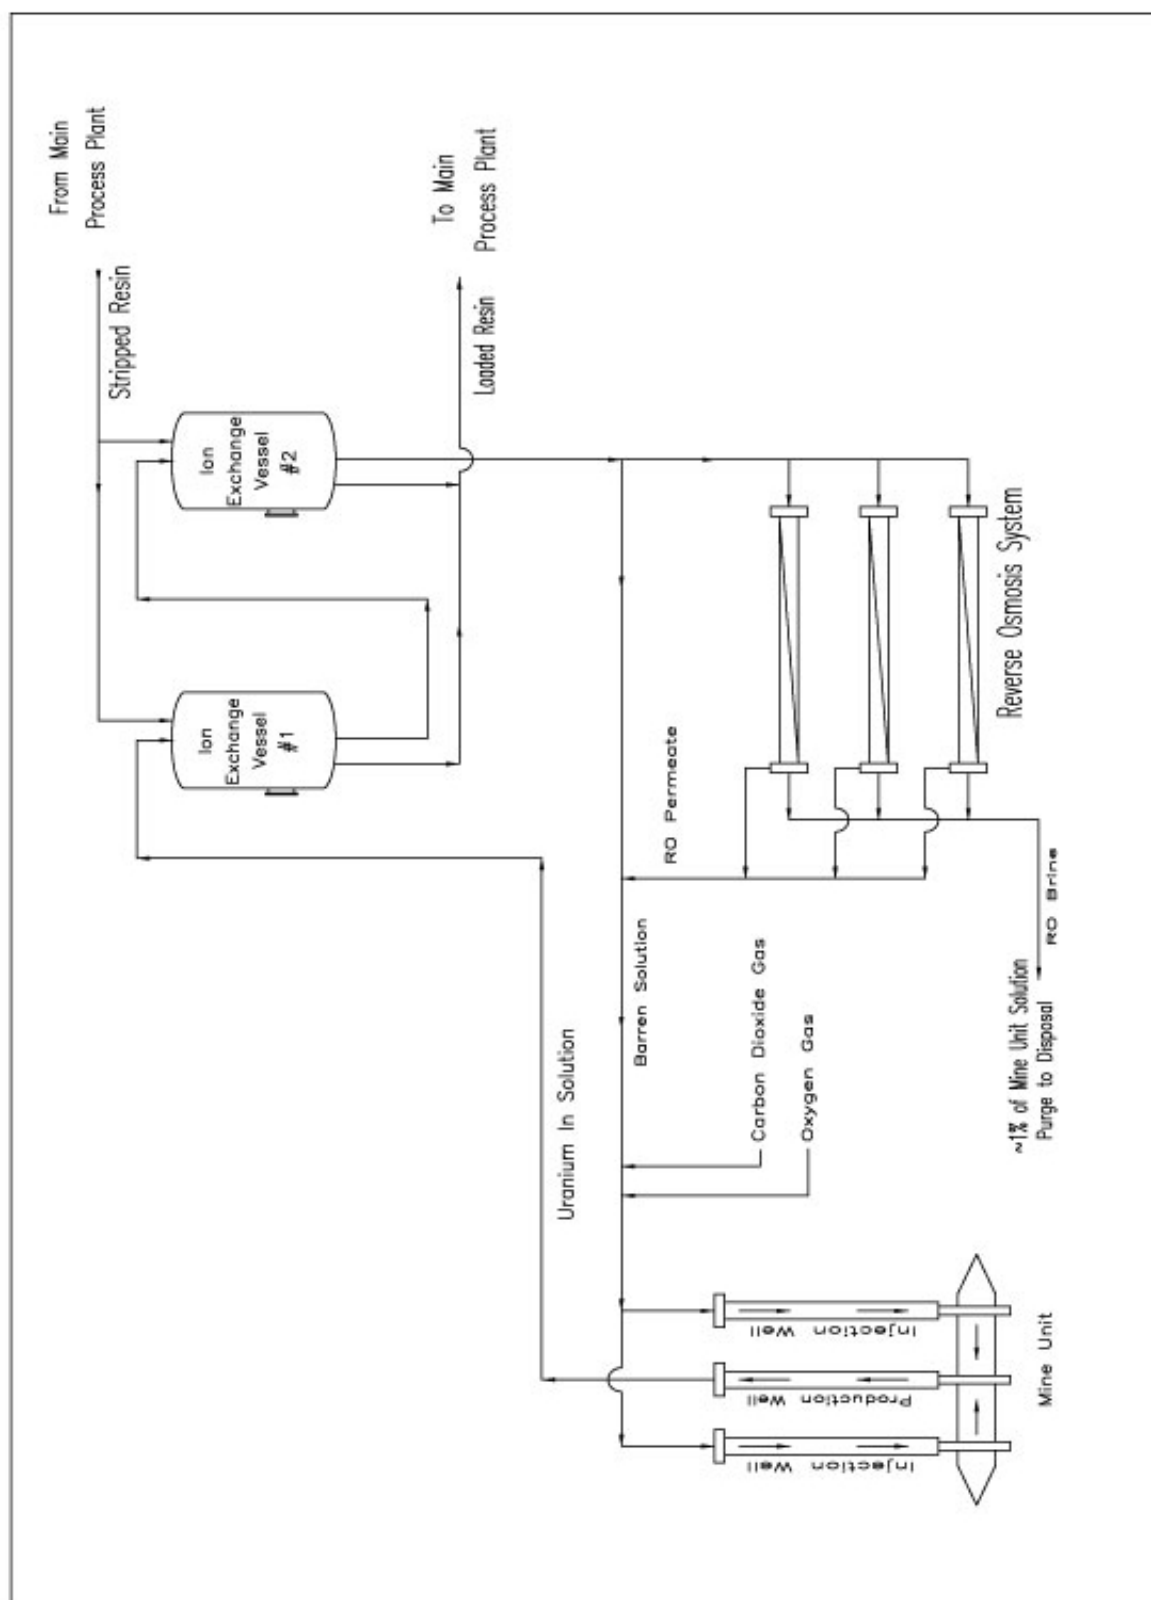 From Main
Process Plant
Stripped Resin
To Main
Process Plant
Loaded Resin
Ion
Exchange
Vessel
#1
Ion
Exchange
Vessel
#2
Uranium In Solution
Barren Solution
RO Permeate
Carbon Dioxide Gas
Oxygen Gas
Reverse Osmosis System
RO Brine
~1% of Mine Unit Solution
Purge to Disposal
Injection Well
Production Well
Injection Well
Mine Unit